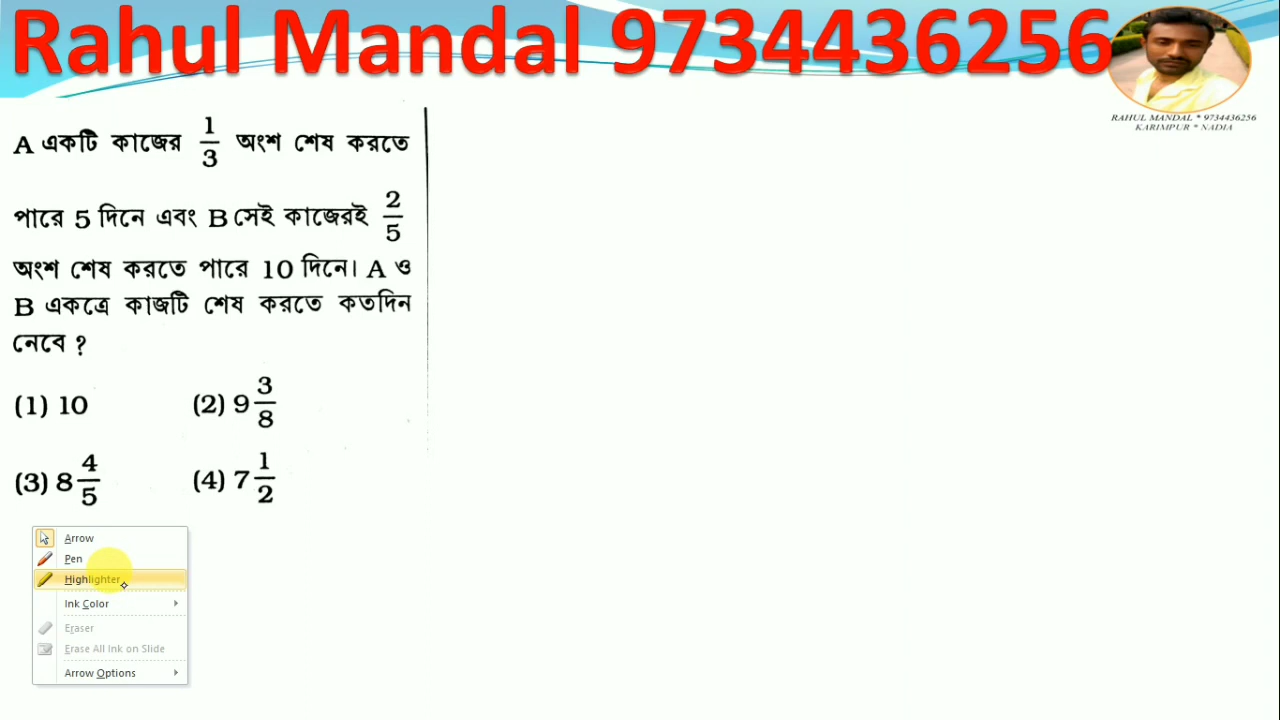 Rahul Mandal 9734436256
RAHUL MANDAL * 9734436256
KARIMPUR * NADIA
A একটি কাজের 1/3 অংশ শেষ করতে
পারে 5 দিনে এবং B সেই কাজেরই 2/5
অংশ শেষ করতে পারে 10 দিনে। A ও
B একত্রে কাজটি শেষ করতে কতদিন
নেবে ?
(1) 10 (2) 9 3/8
(3) 8 4/5 (4) 7 1/2
Arrow
Pen
Highlighter
Ink Color
Eraser
Erase All Ink on Slide
Arrow Options